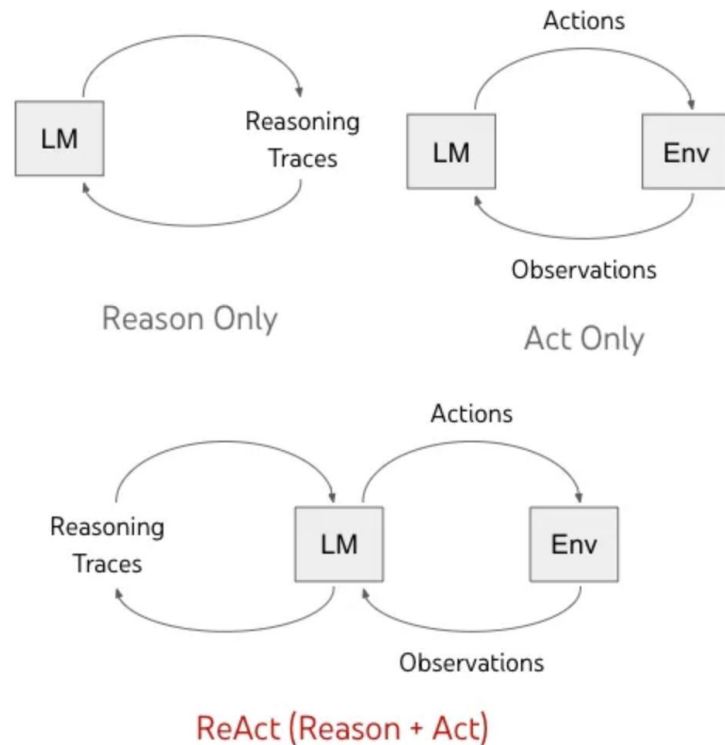 Actions
LM
Reasoning
Traces
LM
Env
Observations
Reason Only
Act Only
Actions
Reasoning
Traces
LM
Env
Observations
ReAct (Reason + Act)